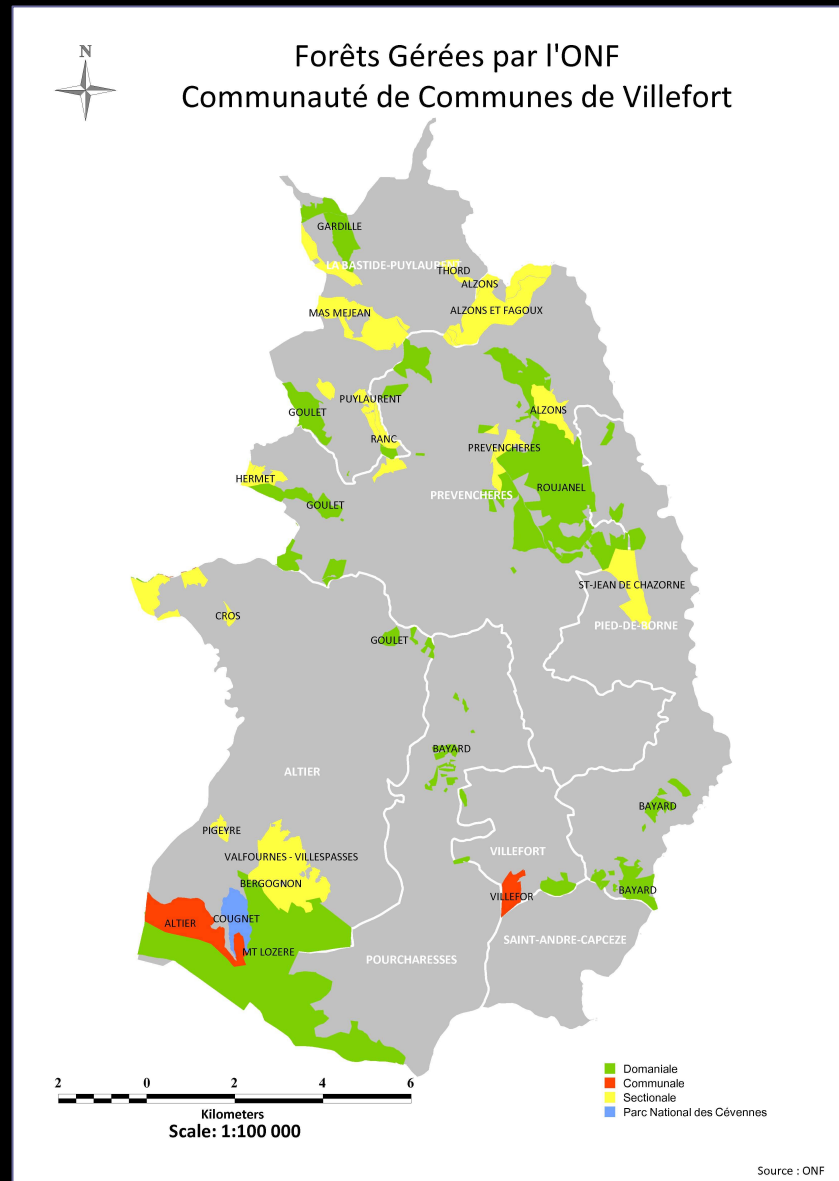 Forêts Gérées par l'ONF
Communauté de Communes de Villefort
N
GARDILLE
LA BASTIDE-PUYLAURENT
THORD
ALZONS
MAS MEJEAN
ALZONS ET FAGOUX
PUYLAURENT
GOULET
ALZONS
RANC
PREVENCHERES
HERMET
ROUJANEL
PREVENCHERES
GOULET
ST-JEAN DE CHAZORNE
CROS
PIED-DE-BORNE
GOULET
BAYARD
ALTIER
BAYARD
PIGEYRE
VILLEFORT
VALFOURNES - VILLESPASSES
BERGOGNON
BAYARD
VILLEFOR
COUGNET
ALTIER
SAINT-ANDRE-CAPCEZE
MT LOZERE
POURCHARESSES
Domaniale
Communale
Sectionale
Parc National des Cévennes
2 0 2 4 6
Kilometers
Scale: 1:100 000
Source : ONF